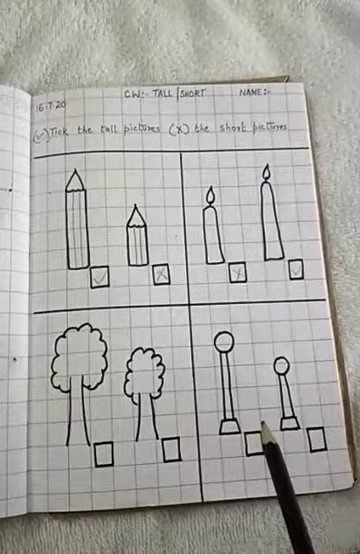 16-7-20
CW:- TALL/SHORT NAME:-
(✓) Tick the tall pictures (x) the short pictures